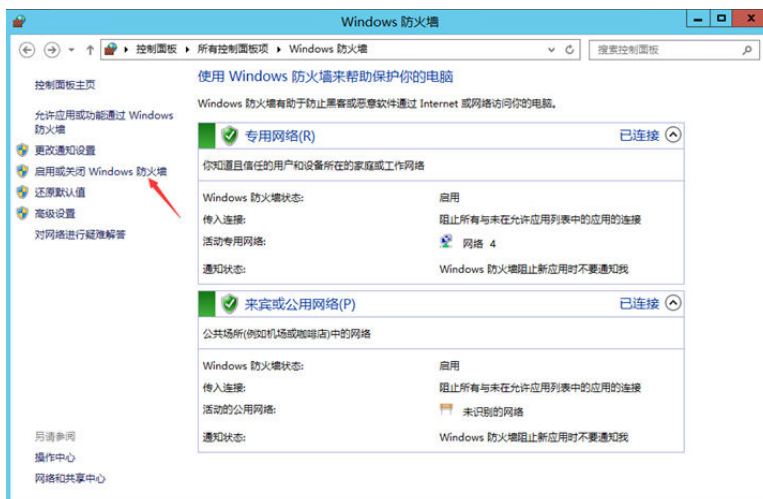 Windows 防火墙
控制面板 ▸ 所有控制面板项 ▸ Windows 防火墙
搜索控制面板
控制面板主页
允许应用或功能通过 Windows
防火墙
更改通知设置
启用或关闭 Windows 防火墙
还原默认值
高级设置
对网络进行疑难解答
使用 Windows 防火墙来帮助保护你的电脑
Windows 防火墙有助于防止黑客或恶意软件通过 Internet 或网络访问你的电脑。
专用网络(R) 已连接
你知道且信任的用户和设备所在的家庭或工作网络
Windows 防火墙状态: 启用
传入连接: 阻止所有与未在允许应用列表中的应用的连接
活动专用网络: 网络 4
通知状态: Windows 防火墙阻止新应用时不要通知我
来宾或公用网络(P) 已连接
公共场所(例如机场或咖啡店)中的网络
Windows 防火墙状态: 启用
传入连接: 阻止所有与未在允许应用列表中的应用的连接
活动的公用网络: 未识别的网络
通知状态: Windows 防火墙阻止新应用时不要通知我
另请参阅
操作中心
网络和共享中心